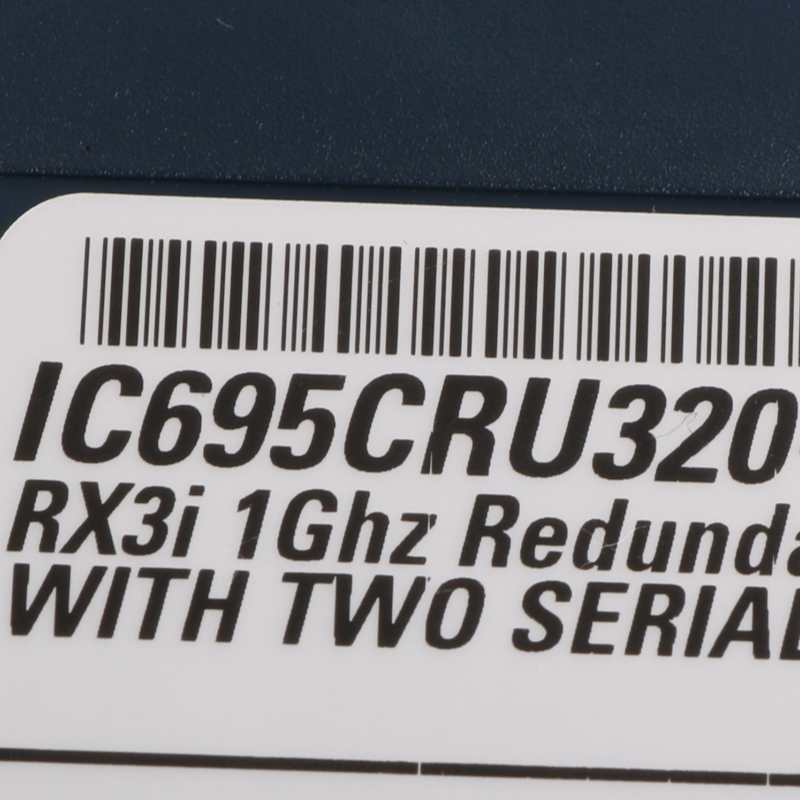 IC695CRU320
RX3i 1Ghz Redunda
WITH TWO SERIAL